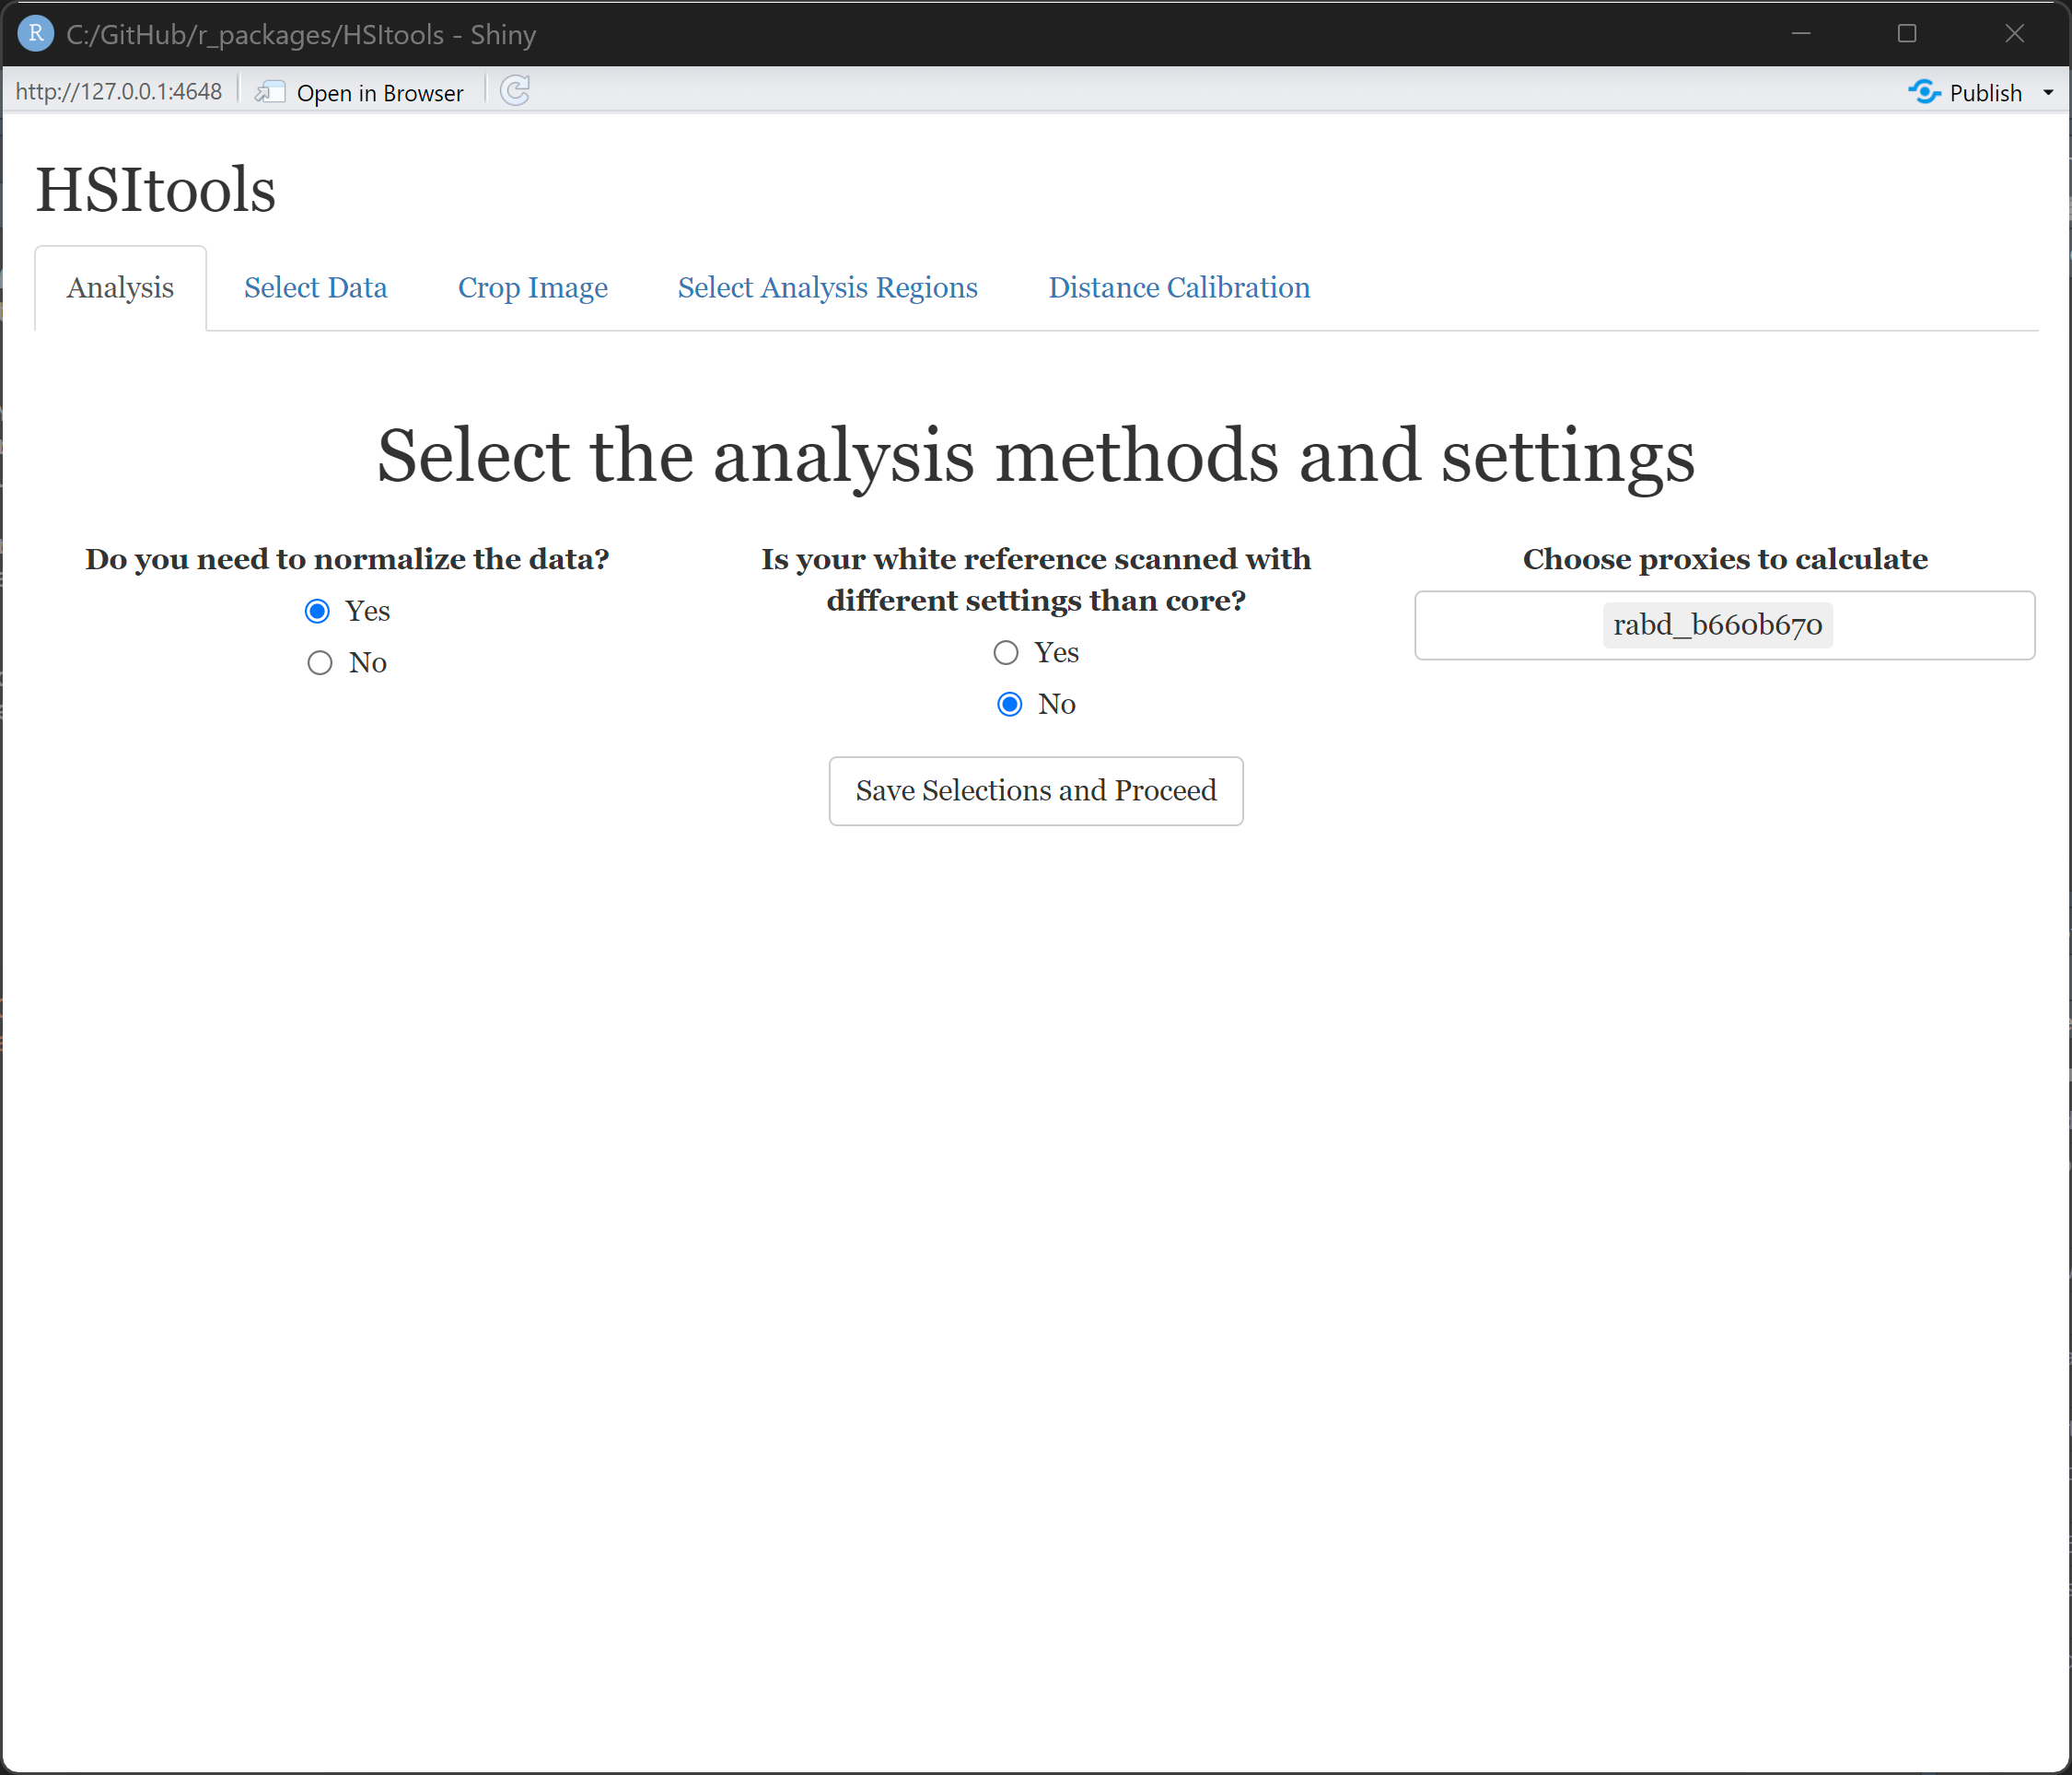 R C:/GitHub/r_packages/HSItools - Shiny
http://127.0.0.1:4648 Open in Browser Publish
HSItools
Analysis Select Data Crop Image Select Analysis Regions Distance Calibration
Select the analysis methods and settings
Do you need to normalize the data?
Yes
No
Is your white reference scanned with
different settings than core?
Yes
No
Choose proxies to calculate
rabd_b660b670
Save Selections and Proceed